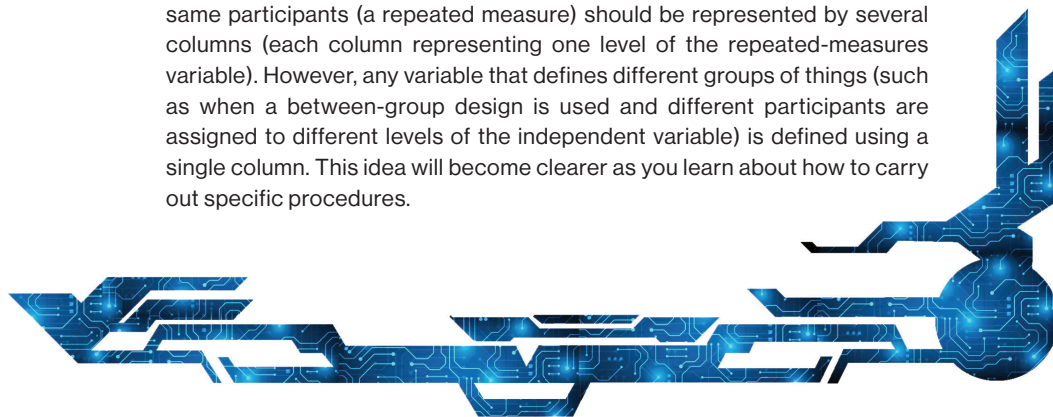 same participants (a repeated measure) should be represented by several
columns (each column representing one level of the repeated-measures
variable). However, any variable that defines different groups of things (such
as when a between-group design is used and different participants are
assigned to different levels of the independent variable) is defined using a
single column. This idea will become clearer as you learn about how to carry
out specific procedures.